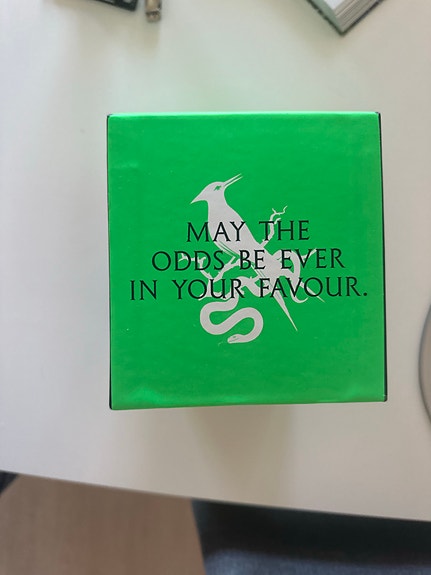 MAY THE
ODDS BE EVER
IN YOUR FAVOUR.